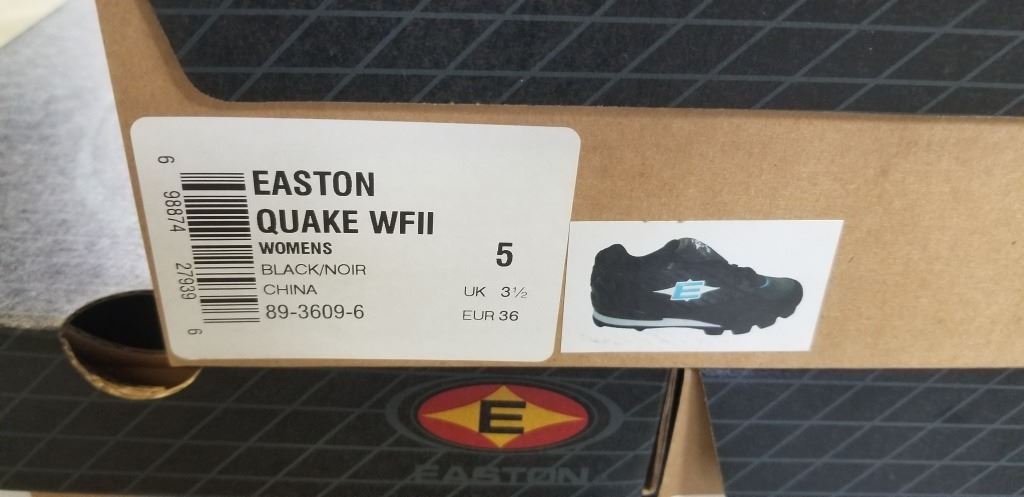 EASTON
QUAKE WFII
WOMENS
BLACK/NOIR
CHINA
89-3609-6
5
UK 3½
EUR 36
6 98874 27939 6
E
E
EASTON